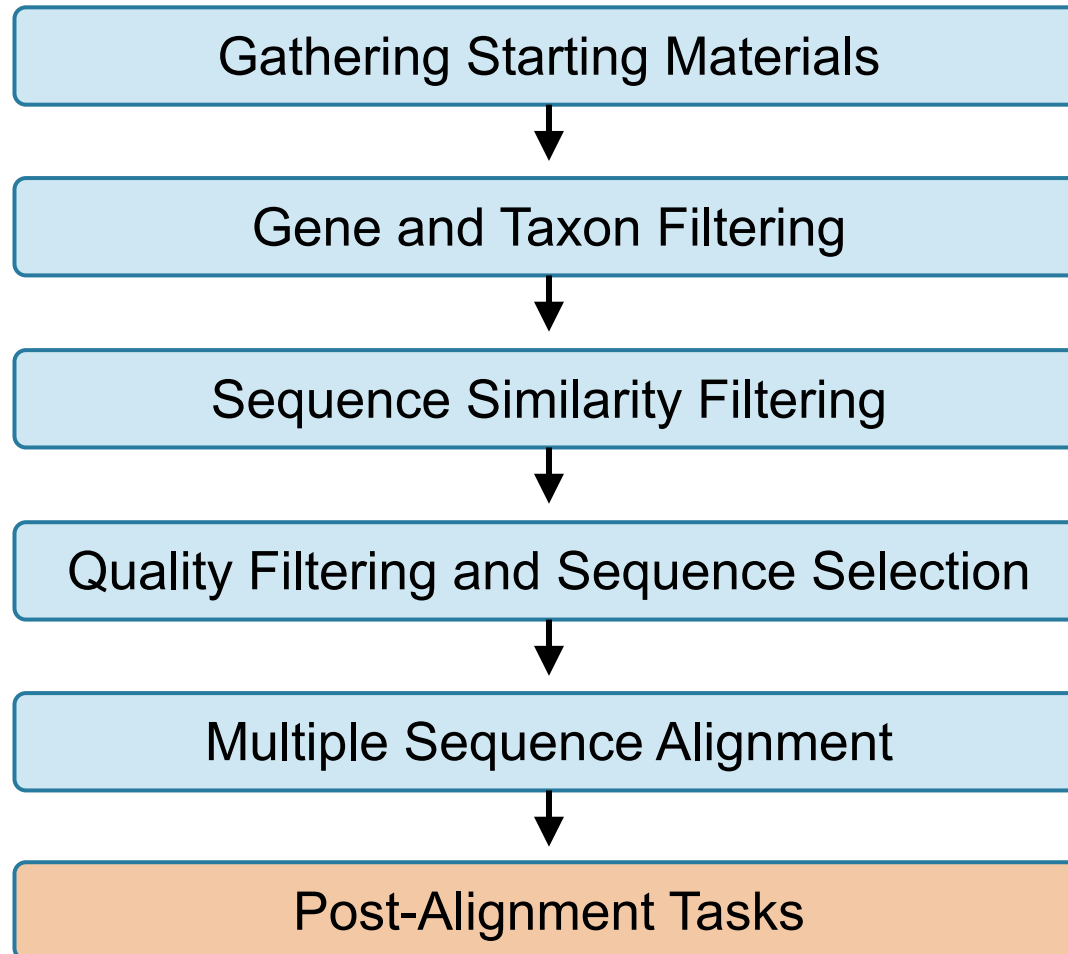 Gathering Starting Materials
Gene and Taxon Filtering
Sequence Similarity Filtering
Quality Filtering and Sequence Selection
Multiple Sequence Alignment
Post-Alignment Tasks